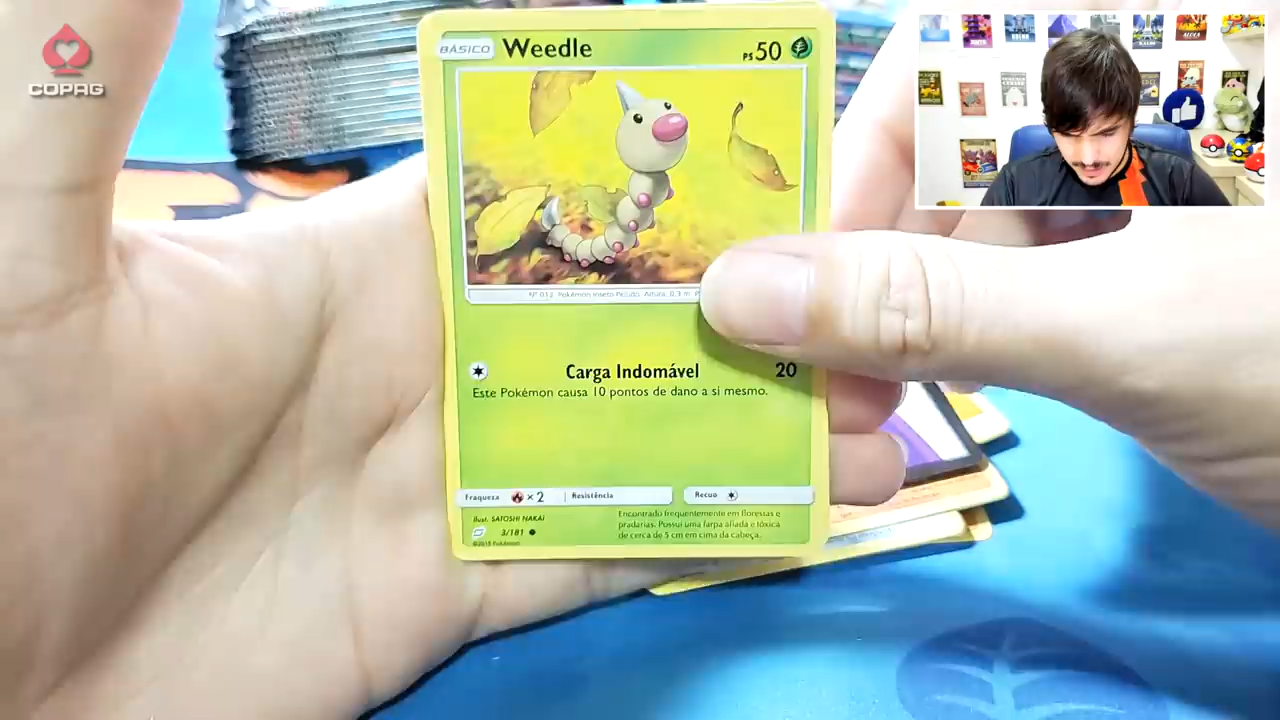 COPAG
BÁSICO Weedle PS 50
Nº 013 Pokémon Inseto Peludo. Altura: 0,3 m
Carga Indomável 20
Este Pokémon causa 10 pontos de dano a si mesmo.
Fraqueza × 2 Resistência Recuo
Ilust. SATOSHI NAKAI
3/181
©2019 Pokémon
Encontrado frequentemente em florestas e
pradarias. Possui uma farpa afiada e tóxica
de cerca de 5 cm em cima da cabeça.